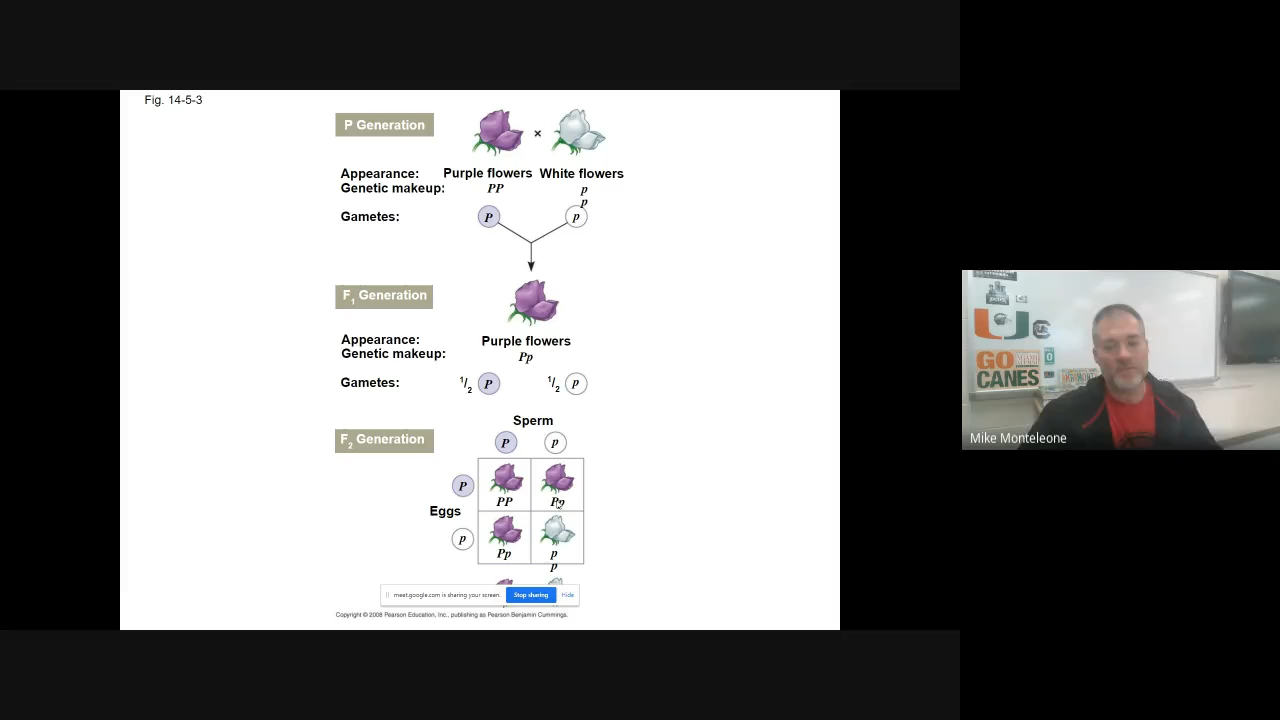 Fig. 14-5-3
P Generation
×
Appearance: Purple flowers White flowers
Genetic makeup: PP p
p
Gametes: P p
F1 Generation
Appearance: Purple flowers
Genetic makeup: Pp
Gametes: 1/2 P 1/2 p
Sperm
F2 Generation P p
P
PP Pp
Eggs
p
Pp p
p
meet.google.com is sharing your screen. Stop sharing Hide
Copyright © 2008 Pearson Education, Inc., publishing as Pearson Benjamin Cummings.
U
GO
CANES
Mike Monteleone